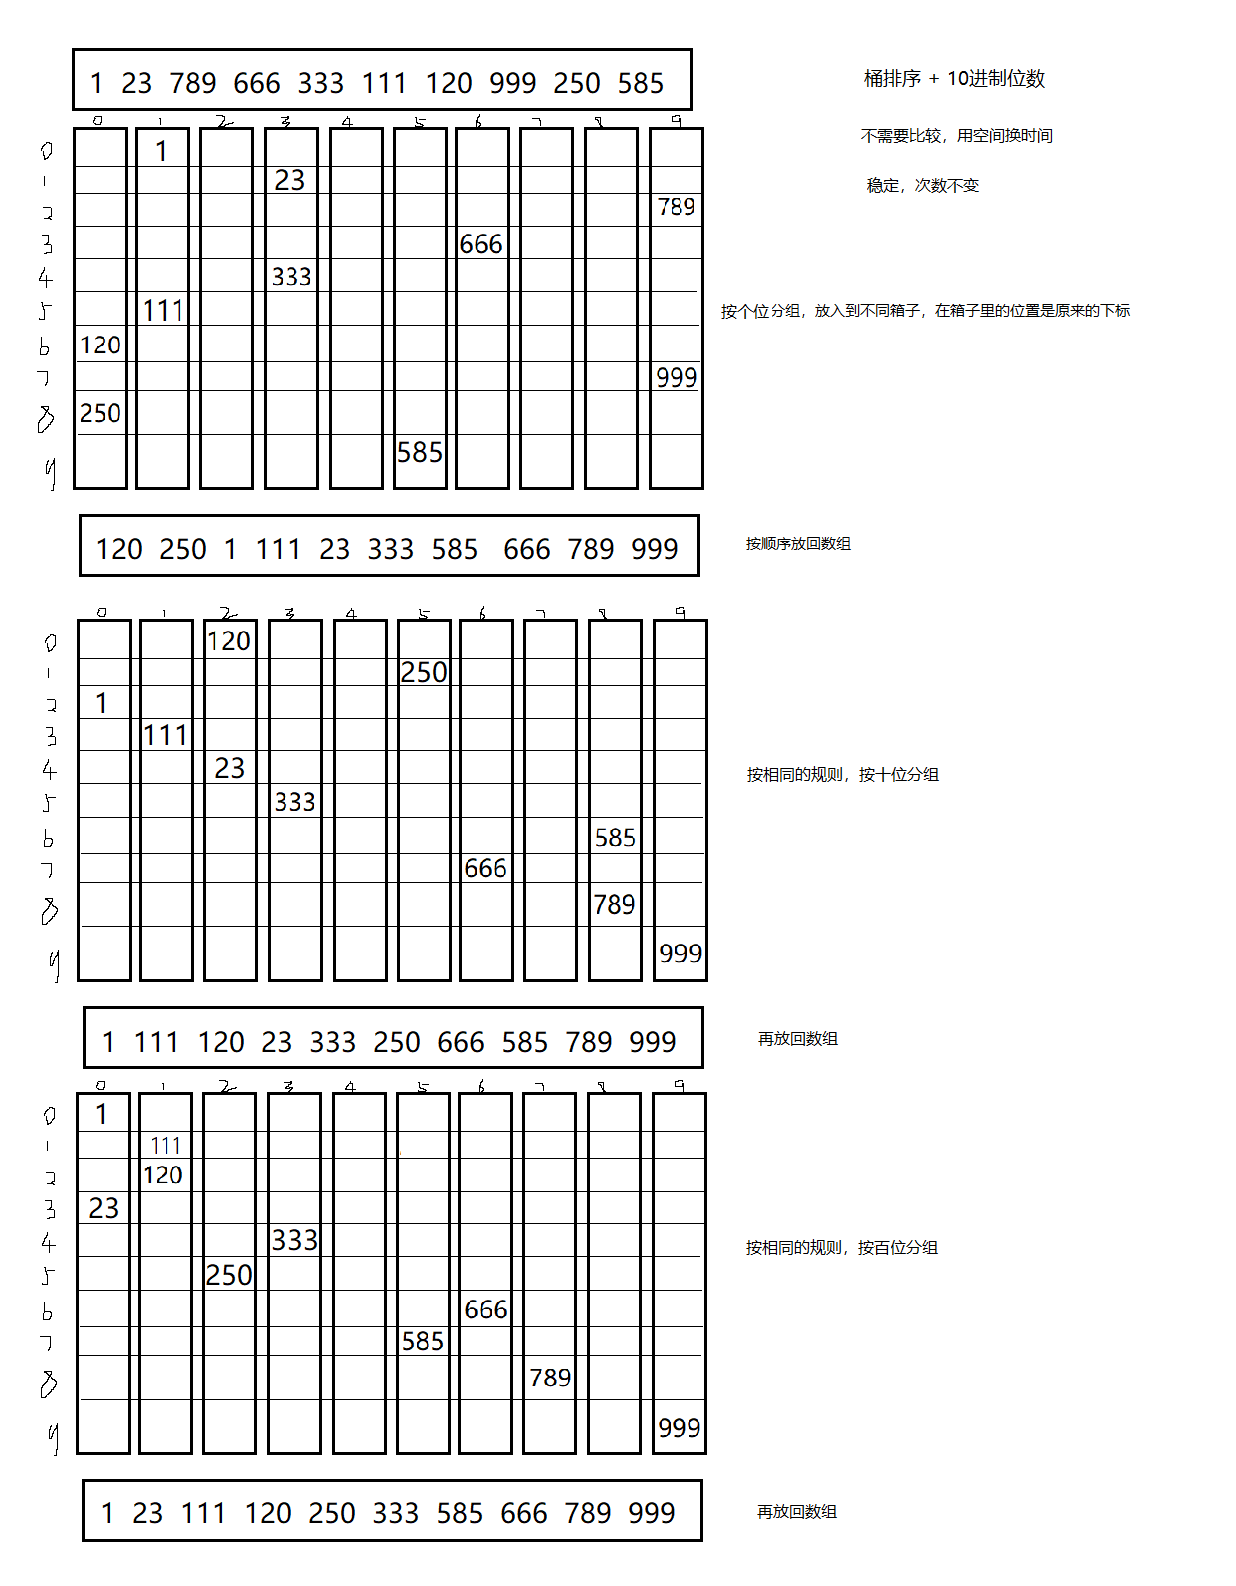 1 23 789 666 333 111 120 999 250 585
桶排序 + 10进制位数
0 1 2 3 4 5 6 7 8 9
不需要比较，用空间换时间
0 1
1 23
稳定，次数不变
2 789
3 666
4 333
5 111
按个位分组，放入到不同箱子，在箱子里的位置是原来的下标
6 120
7 999
8 250
9 585
120 250 1 111 23 333 585 666 789 999
按顺序放回数组
0 1 2 3 4 5 6 7 8 9
0 120
1 250
2 1
3 111
4 23
按相同的规则，按十位分组
5 333
6 585
7 666
8 789
9 999
1 111 120 23 333 250 666 585 789 999
再放回数组
0 1 2 3 4 5 6 7 8 9
0 1
1 111
2 120
3 23
4 333
按相同的规则，按百位分组
5 250
6 666
7 585
8 789
9 999
1 23 111 120 250 333 585 666 789 999
再放回数组